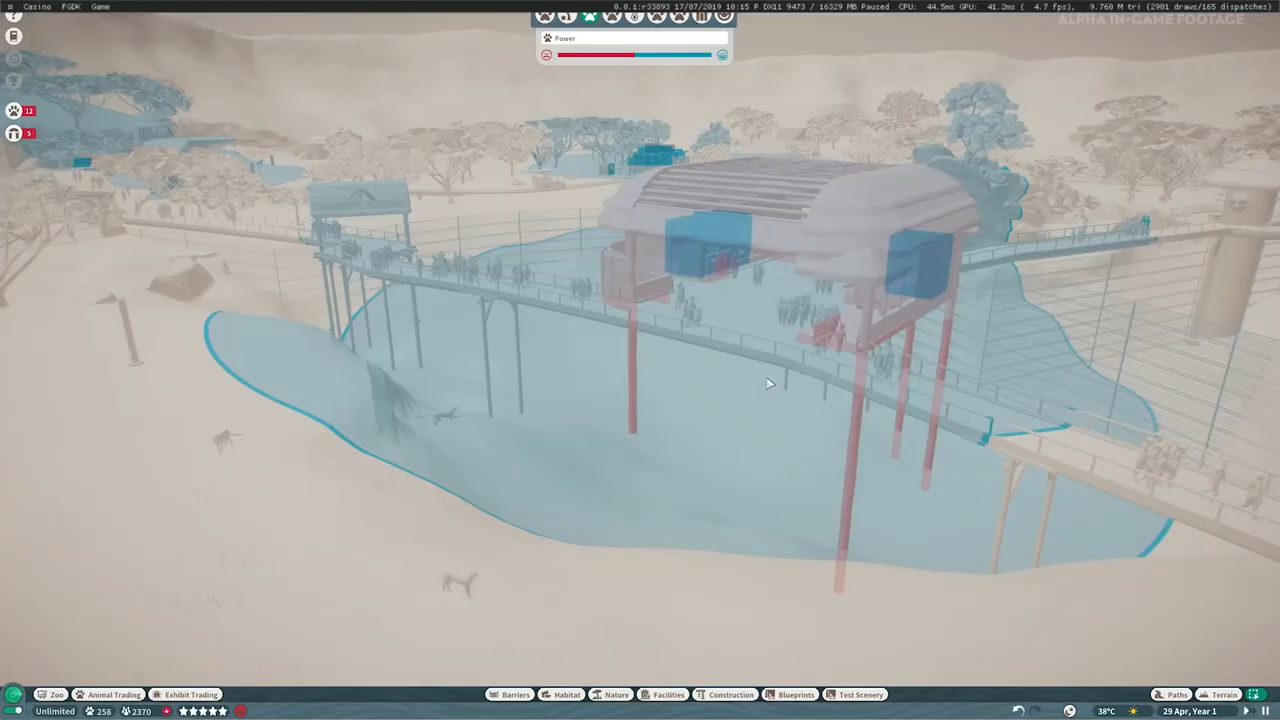 Casino FGDK Game
0.0.1:r33893 17/07/2019 10:15 P DX11 9473 / 16329 MB Paused CPU: 44.5ms GPU: 41.2ms ( 4.7 fps), 9.760 M tri (2981 draws/165 dispatches)
ALPHA IN-GAME FOOTAGE
Power
12
5
Zoo Animal Trading Exhibit Trading Barriers Habitat Nature Facilities Construction Blueprints Test Scenery Paths Terrain
Unlimited 258 2370 38°C 29 Apr, Year 1